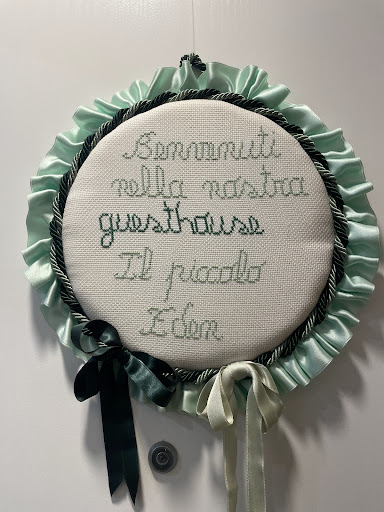 Benvenuti
nella nostra
guesthouse
Il piccolo
Eden